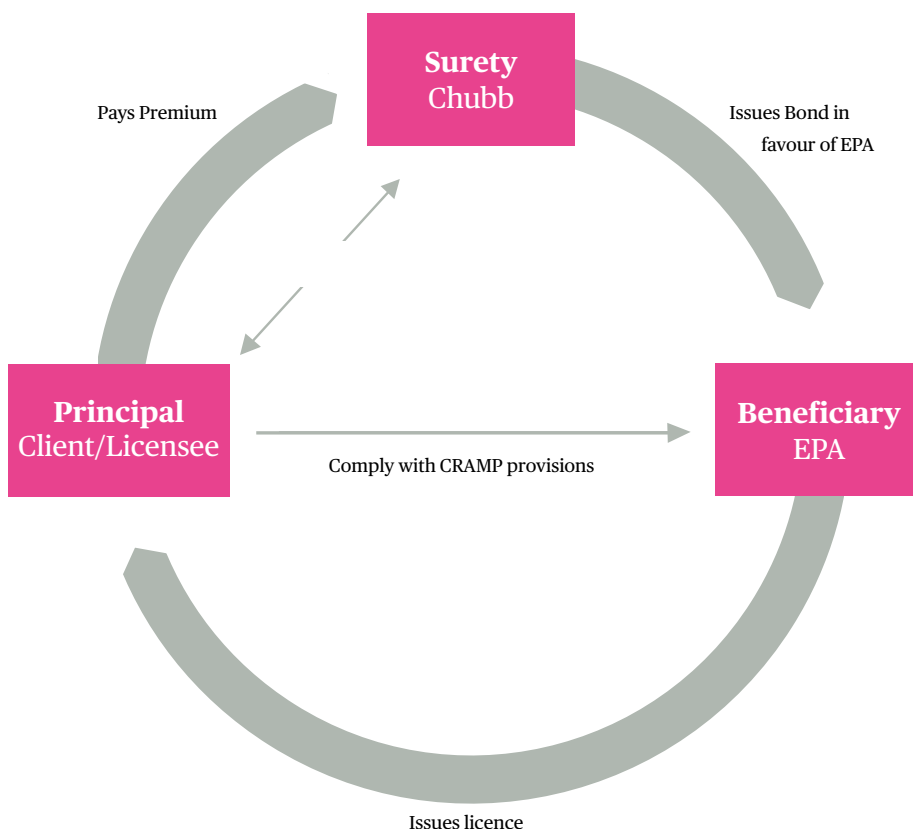 Surety
Chubb
Pays Premium
Issues Bond in
favour of EPA
Principal
Client/Licensee
Beneficiary
EPA
Comply with CRAMP provisions
Issues licence